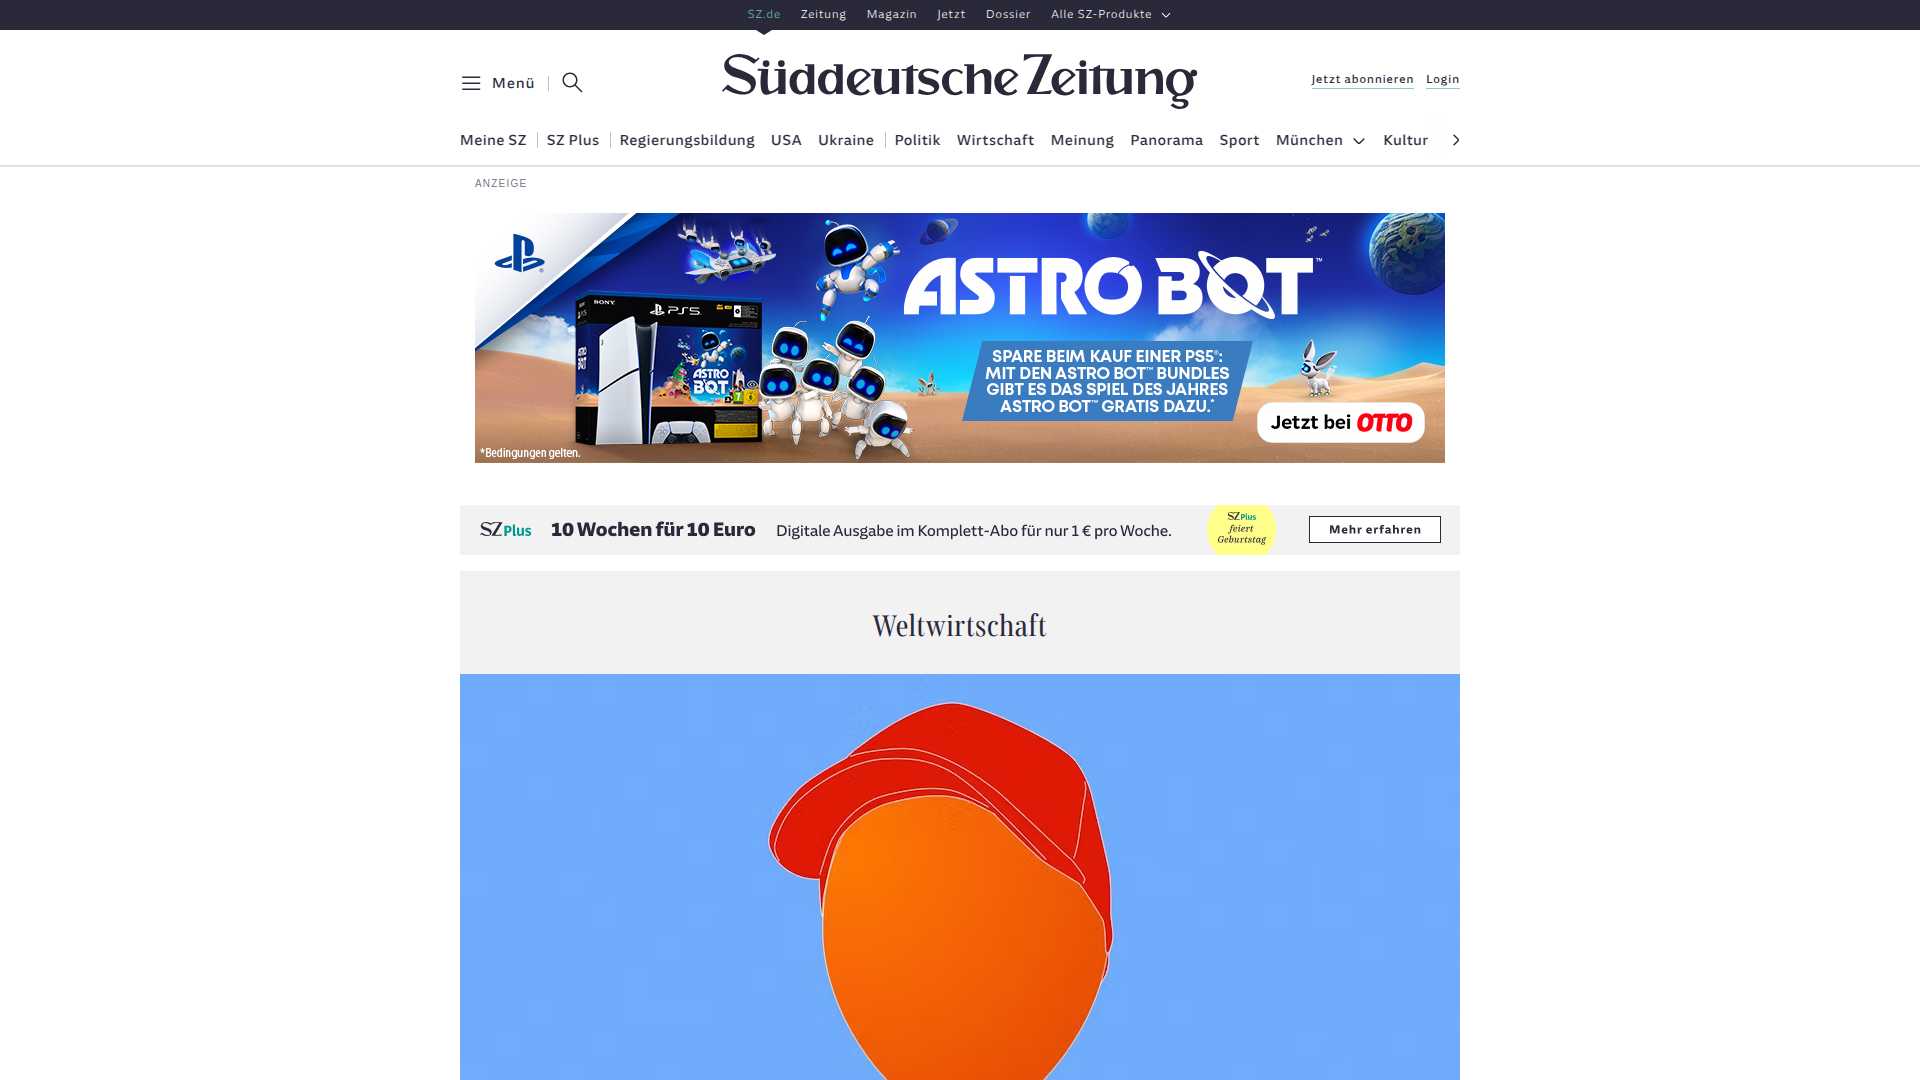 SZ.de Zeitung Magazin Jetzt Dossier Alle SZ-Produkte
Menü
Süddeutsche Zeitung
Jetzt abonnieren Login
Meine SZ SZ Plus Regierungsbildung USA Ukraine Politik Wirtschaft Meinung Panorama Sport München Kultur
ANZEIGE
ASTRO BOT™
SONY
PS5
ASTRO BOT
SPARE BEIM KAUF EINER PS5®:
MIT DEN ASTRO BOT™ BUNDLES
GIBT ES DAS SPIEL DES JAHRES
ASTRO BOT™ GRATIS DAZU.*
Jetzt bei OTTO
*Bedingungen gelten.
SZ Plus 10 Wochen für 10 Euro Digitale Ausgabe im Komplett-Abo für nur 1 € pro Woche.
SZ Plus
feiert
Geburtstag
Mehr erfahren
Weltwirtschaft